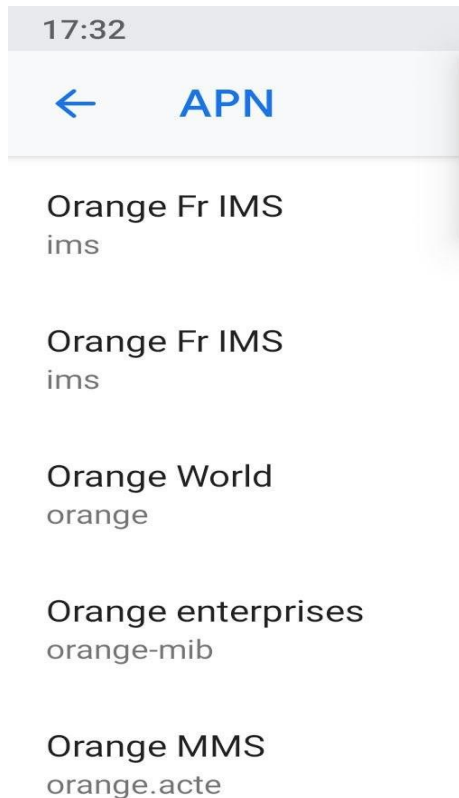 17:32
APN
Orange Fr IMS
ims
Orange Fr IMS
ims
Orange World
orange
Orange enterprises
orange-mib
Orange MMS
orange.acte